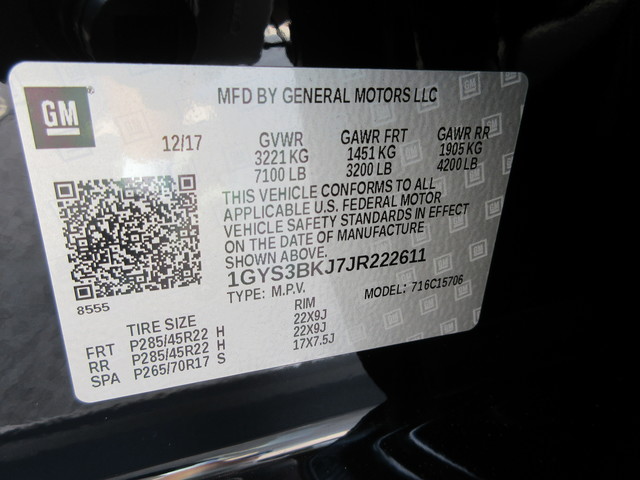 GM
MFD BY GENERAL MOTORS LLC
12/17
GVWR GAWR FRT GAWR RR
3221 KG 1451 KG 1905 KG
7100 LB 3200 LB 4200 LB
THIS VEHICLE CONFORMS TO ALL
APPLICABLE U.S. FEDERAL MOTOR
VEHICLE SAFETY STANDARDS IN EFFECT
ON THE DATE OF MANUFACTURE
SHOWN ABOVE.
1GYS3BKJ7JR222611
TYPE: M.P.V. MODEL: 716C15706
8555
TIRE SIZE RIM
FRT P285/45R22 H 22X9J
RR P285/45R22 H 22X9J
SPA P265/70R17 S 17X7.5J